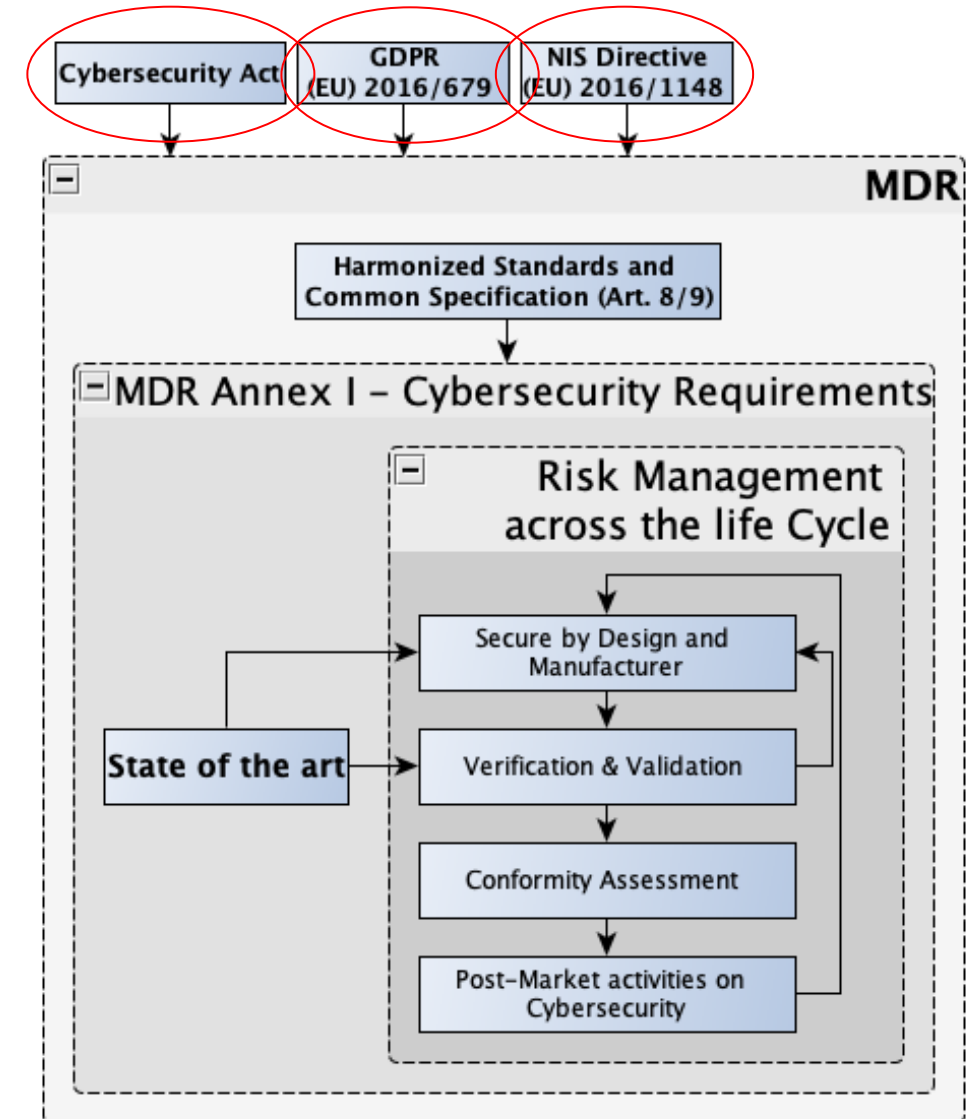 Cybersecurity Act
GDPR
(EU) 2016/679
NIS Directive
(EU) 2016/1148
MDR
Harmonized Standards and
Common Specification (Art. 8/9)
MDR Annex I – Cybersecurity Requirements
Risk Management
across the life Cycle
Secure by Design and
Manufacturer
State of the art
Verification & Validation
Conformity Assessment
Post-Market activities on
Cybersecurity